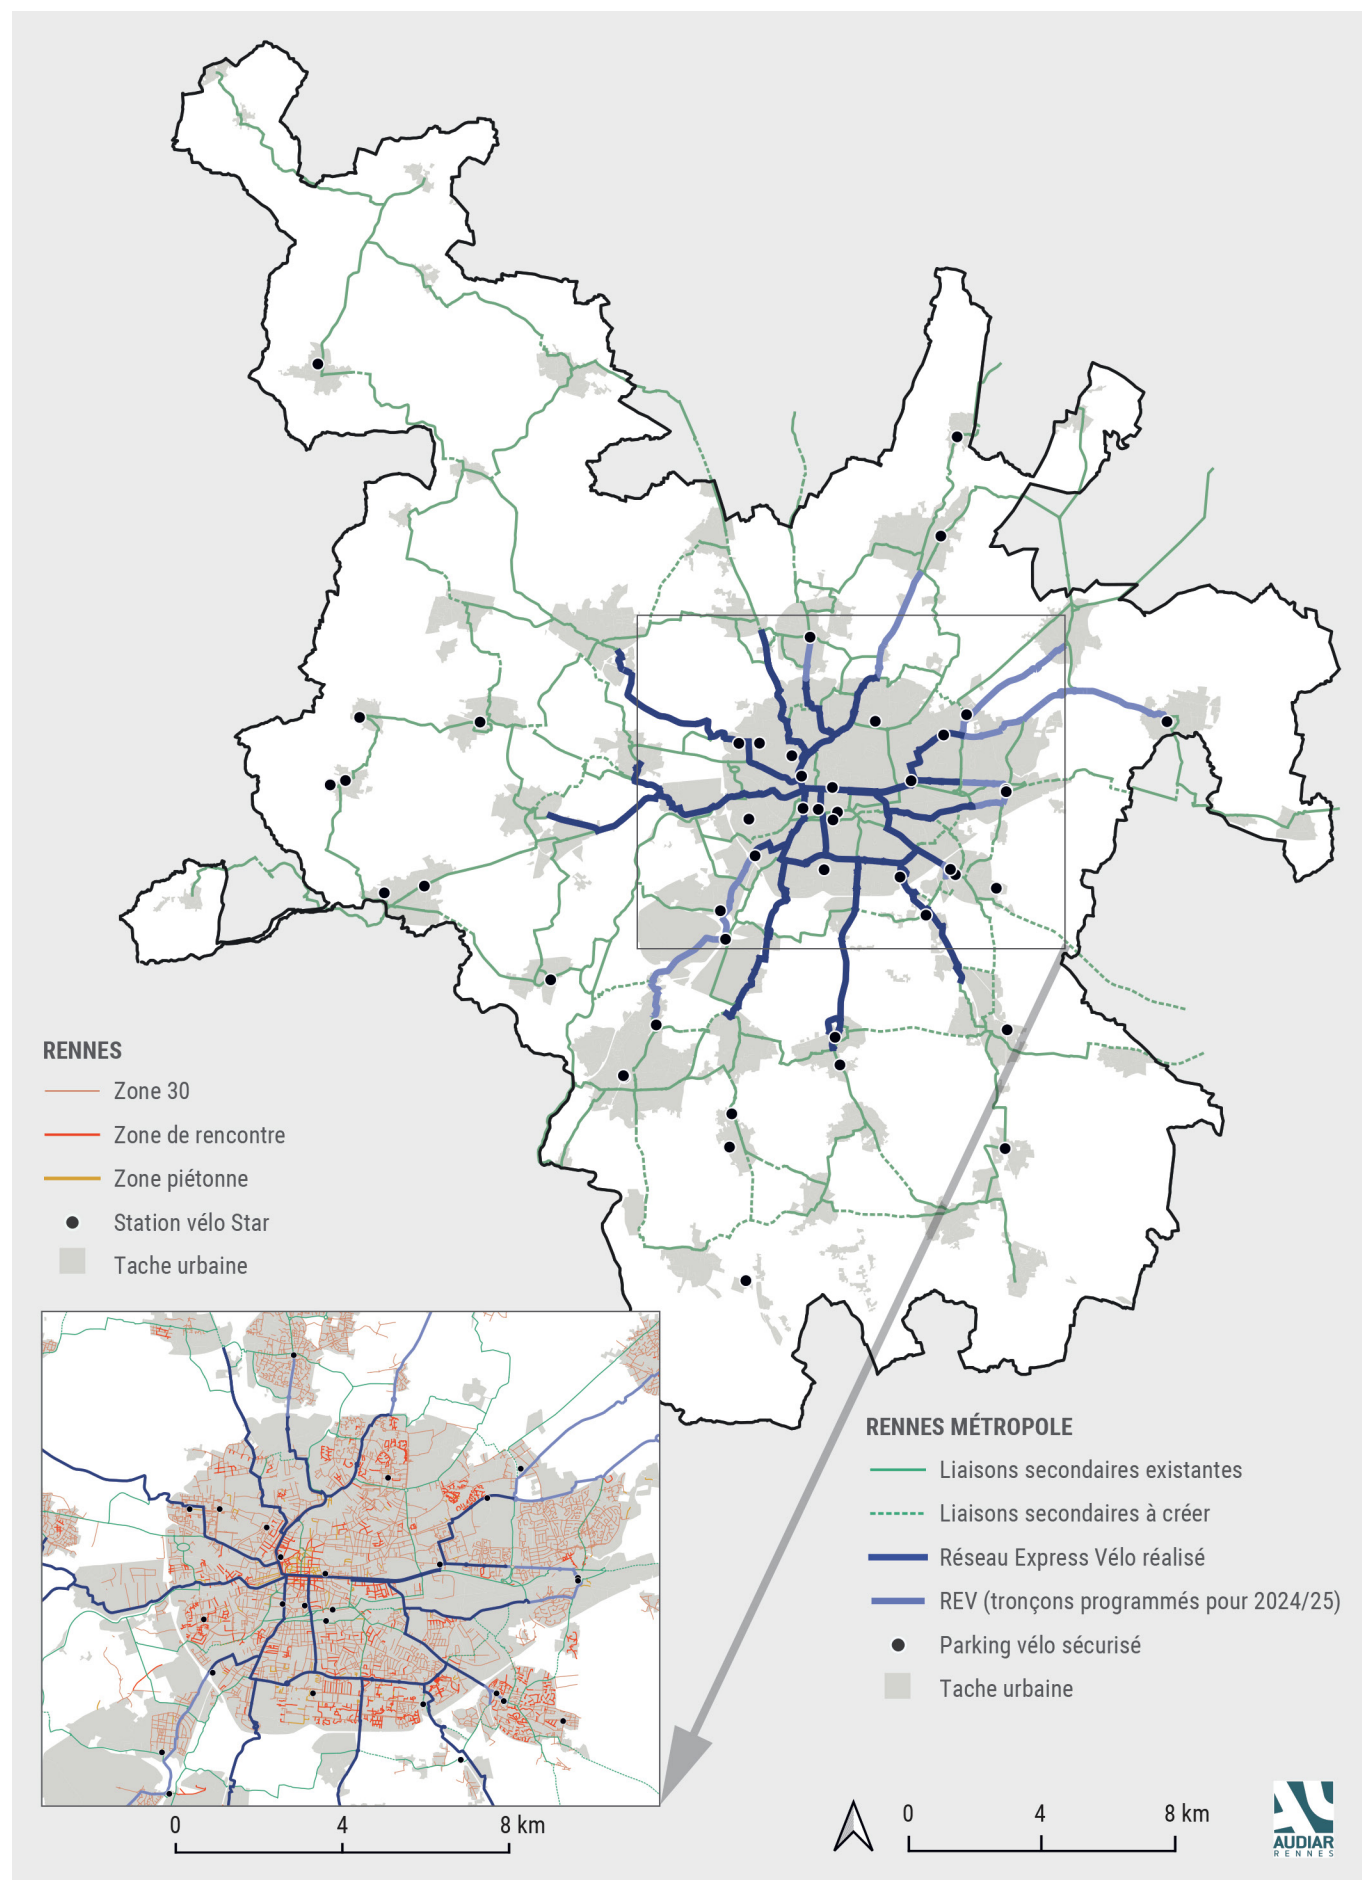 RENNES
Zone 30
Zone de rencontre
Zone piétonne
Station vélo Star
Tache urbaine
0 4 8 km
RENNES MÉTROPOLE
Liaisons secondaires existantes
Liaisons secondaires à créer
Réseau Express Vélo réalisé
REV (tronçons programmés pour 2024/25)
Parking vélo sécurisé
Tache urbaine
0 4 8 km
AUDIAR
RENNES